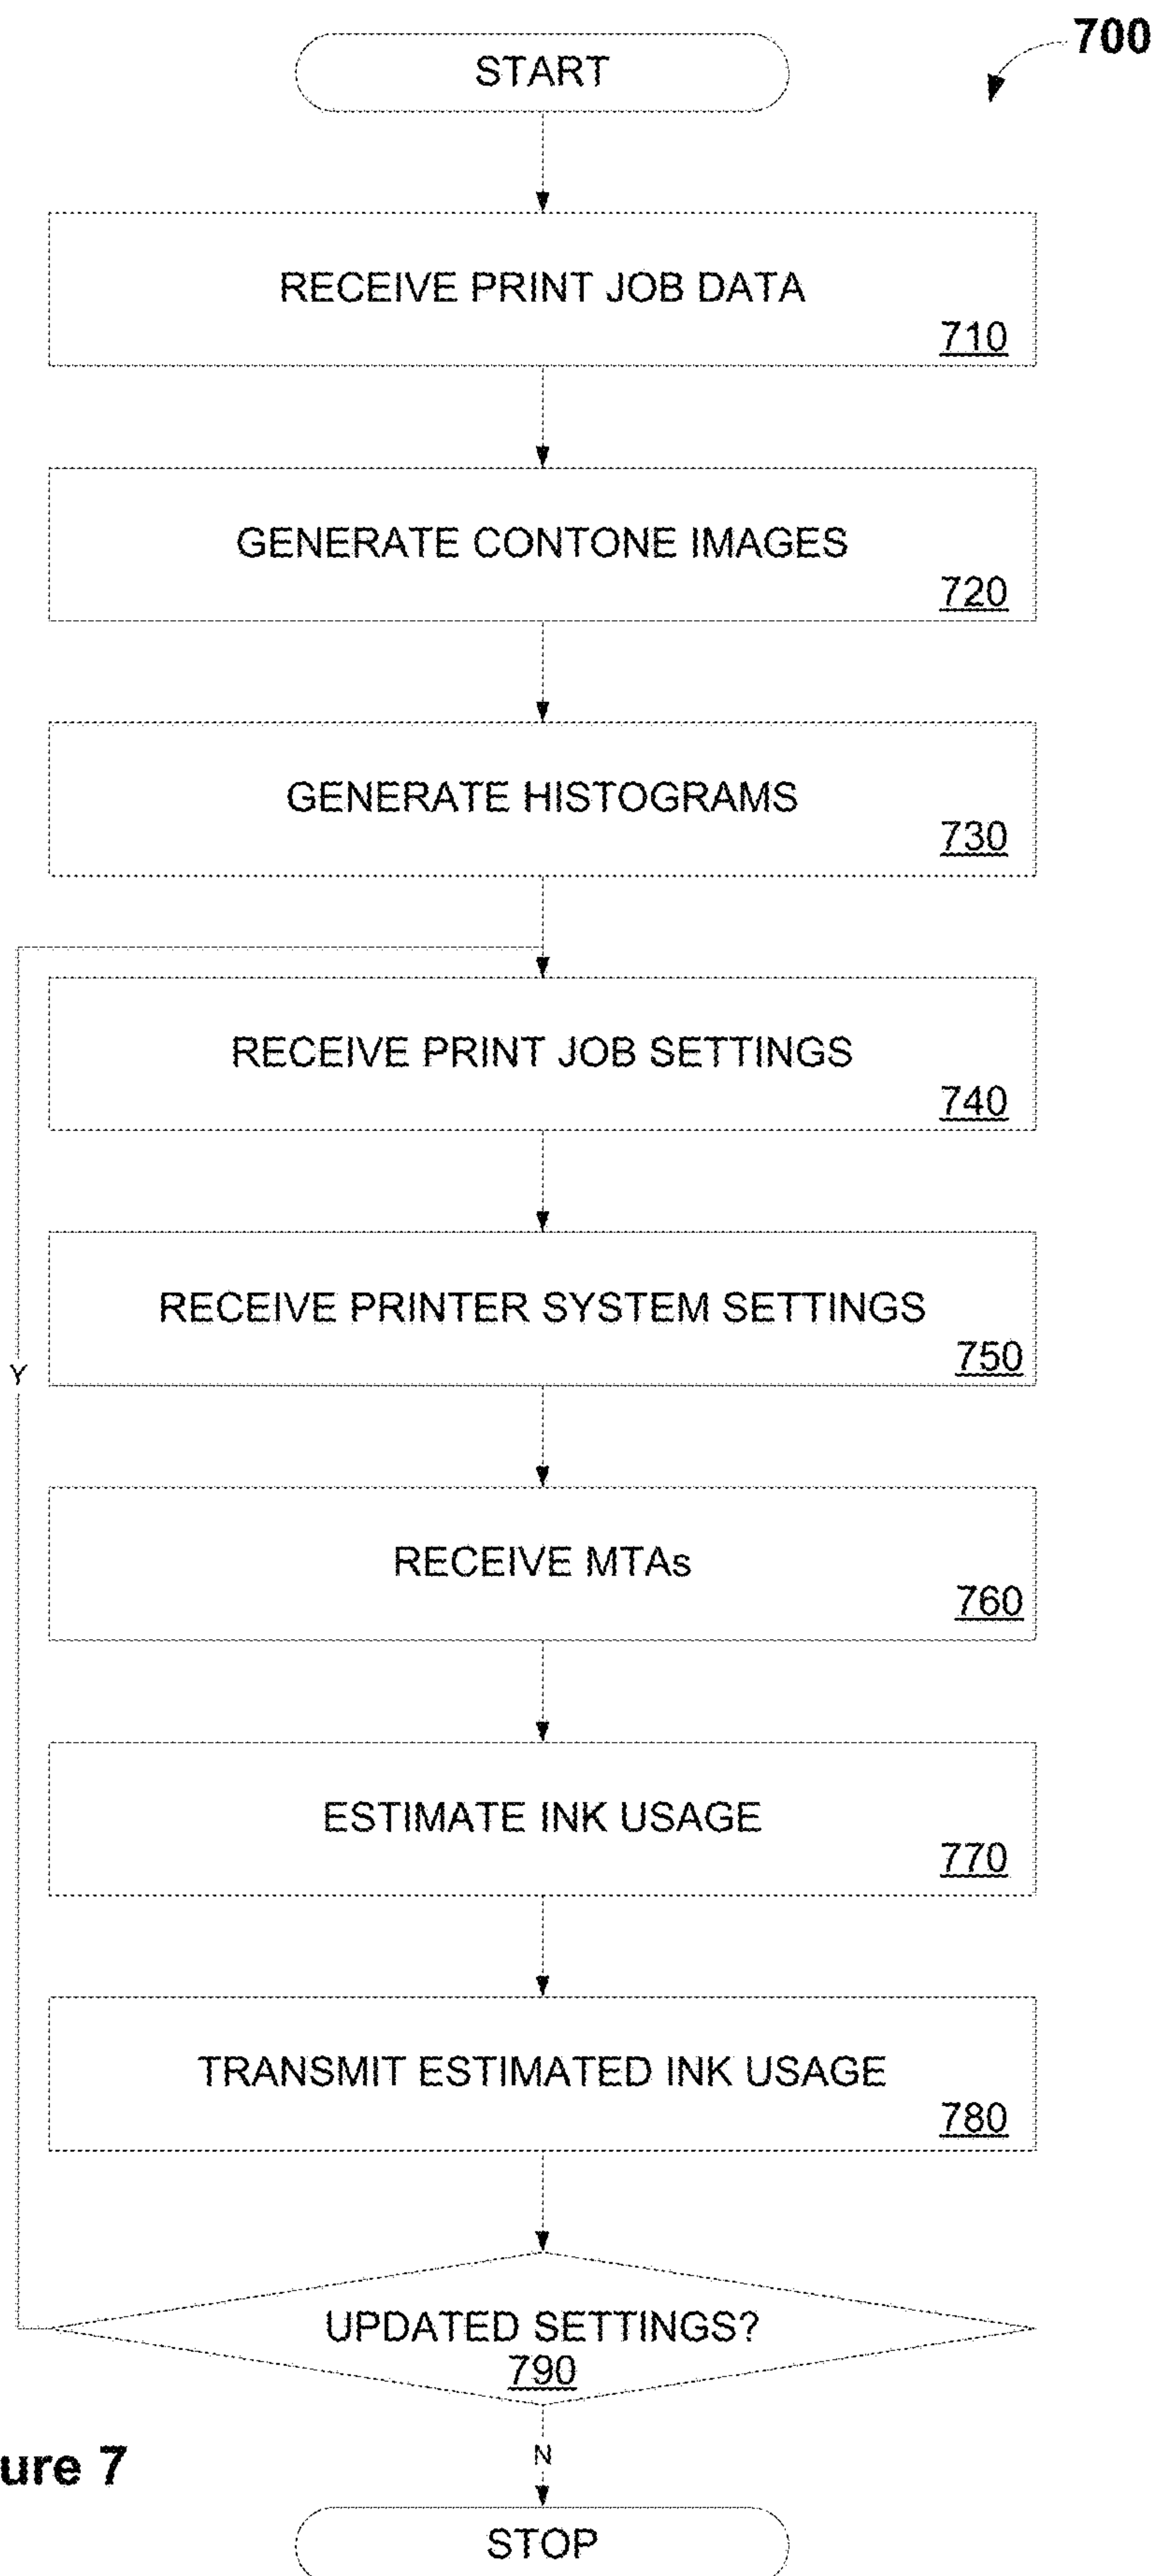 700
START
RECEIVE PRINT JOB DATA
710
GENERATE CONTONE IMAGES
720
GENERATE HISTOGRAMS
730
RECEIVE PRINT JOB SETTINGS
740
RECEIVE PRINTER SYSTEM SETTINGS
750
Y
RECEIVE MTAs
760
ESTIMATE INK USAGE
770
TRANSMIT ESTIMATED INK USAGE
780
UPDATED SETTINGS?
790
N
ure 7
STOP